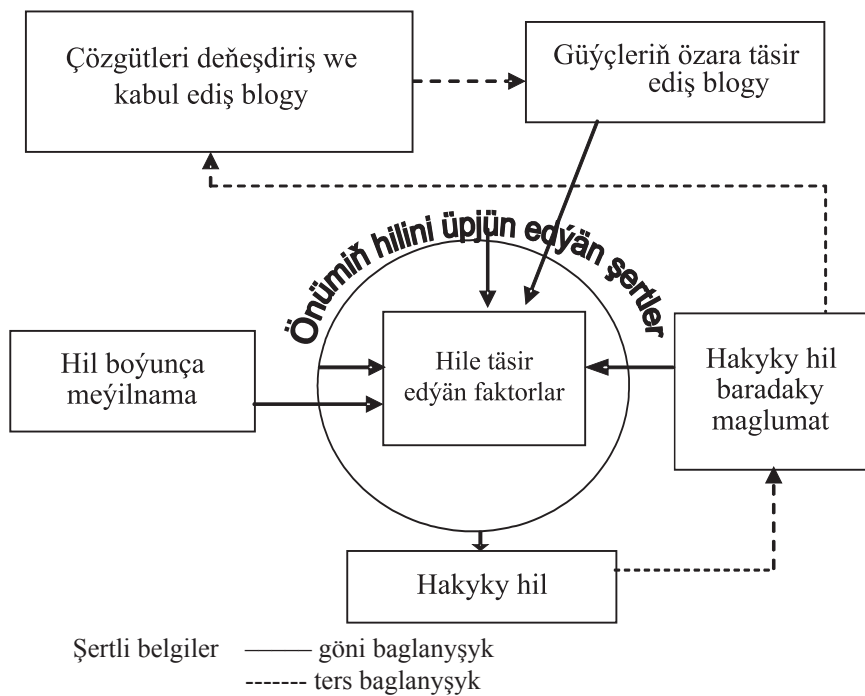 Çözgütleri deňeşdiriş we
kabul ediş blogy
Güýçleriň özara täsir
ediş blogy
Önümiň hilini üpjün edýän şertler
Hil boýunça
meýilnama
Hile täsir
edýän faktorlar
Hakyky hil
baradaky
maglumat
Hakyky hil
Şertli belgiler
göni baglanyşyk
ters baglanyşyk